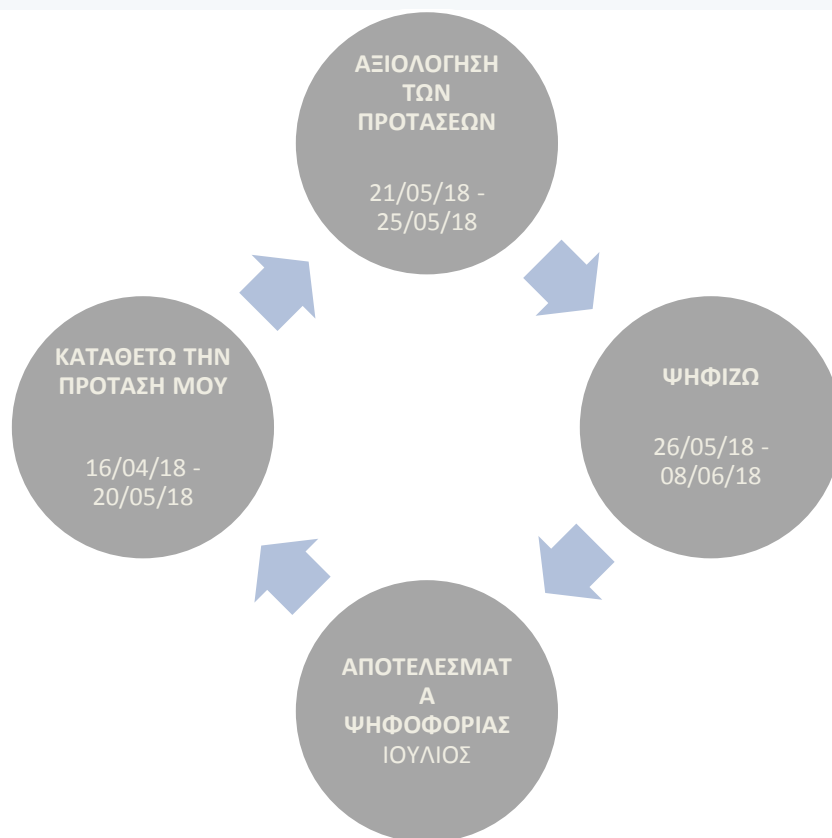 ΑΞΙΟΛΟΓΗΣΗ
ΤΩΝ
ΠΡΟΤΑΣΕΩΝ
21/05/18 -
25/05/18
ΚΑΤΑΘΕΤΩ ΤΗΝ
ΠΡΟΤΑΣΗ ΜΟΥ
16/04/18 -
20/05/18
ΨΗΦΙΖΩ
26/05/18 -
08/06/18
ΑΠΟΤΕΛΕΣΜΑΤ
Α
ΨΗΦΟΦΟΡΙΑΣ
ΙΟΥΛΙΟΣ